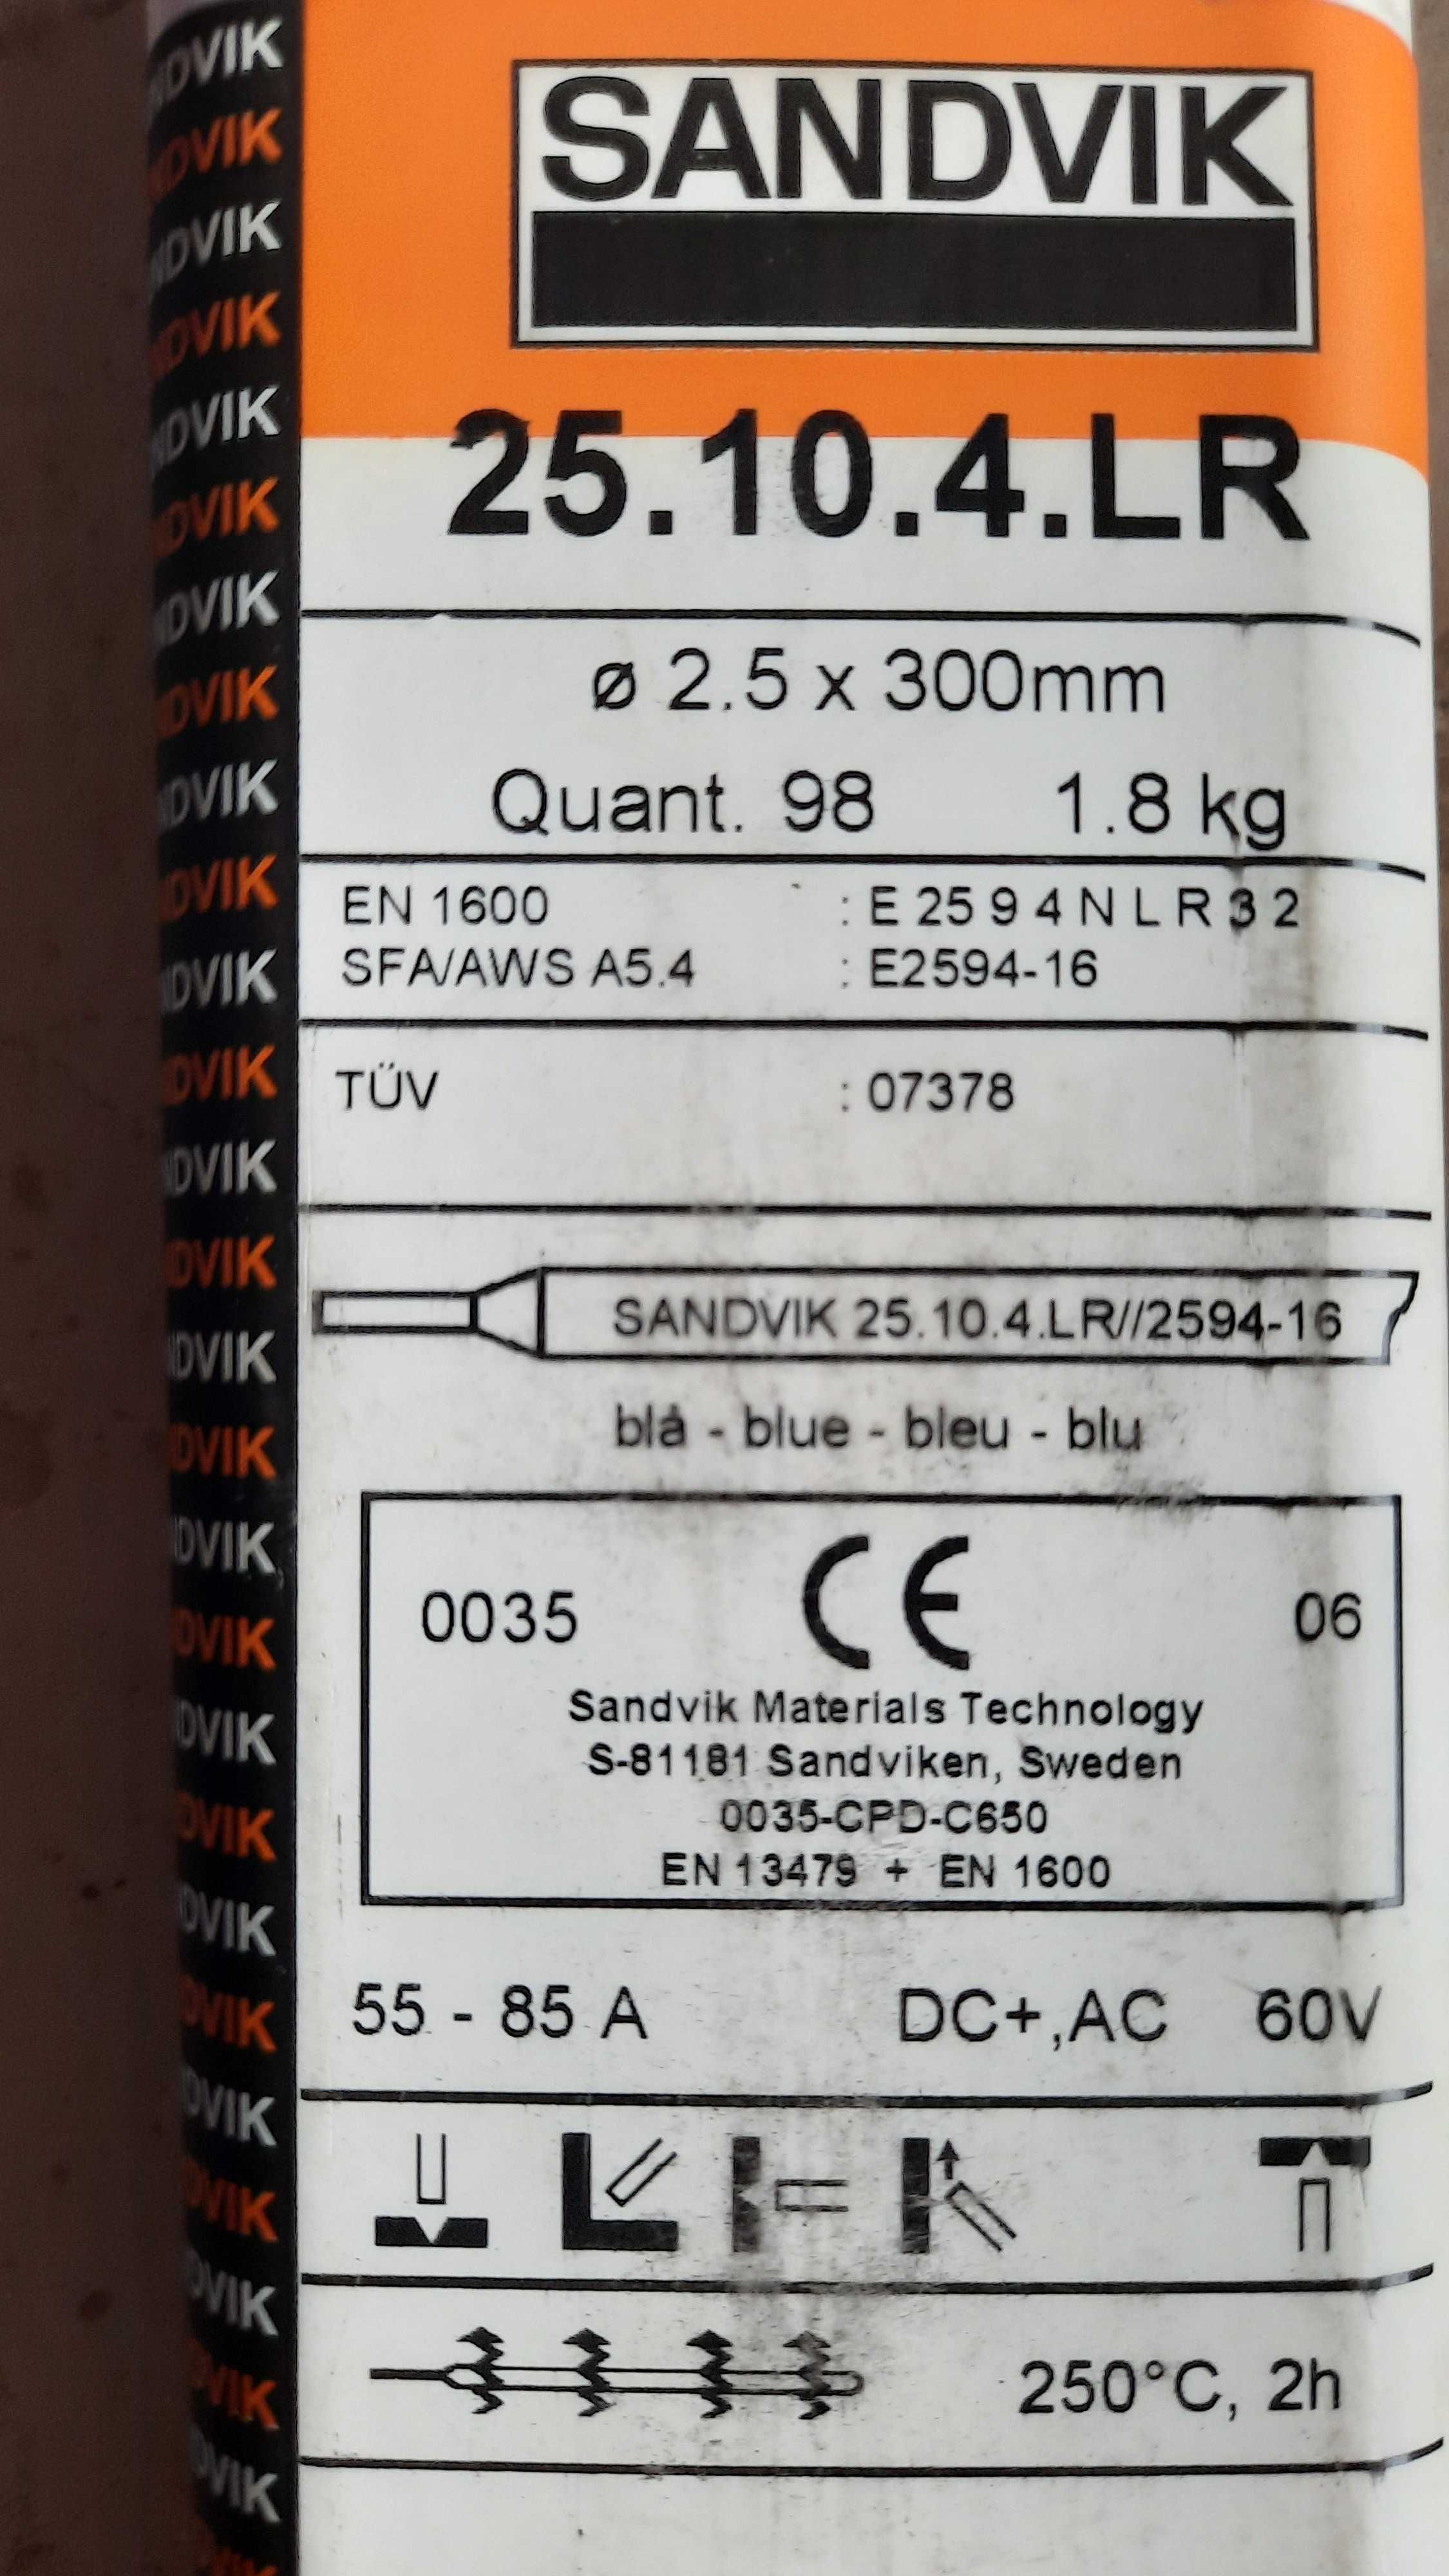 SANDVIK
25.10.4.LR
ø 2.5 x 300mm
Quant. 98 1.8 kg
EN 1600 : E 25 9 4 N L R 3 2
SFA/AWS A5.4 : E2594-16
TÜV : 07378
SANDVIK 25.10.4.LR//2594-16
blå - blue - bleu - blu
0035 CE 06
Sandvik Materials Technology
S-81181 Sandviken, Sweden
0035-CPD-C650
EN 13479 + EN 1600
55 - 85 A DC+,AC 60V
250°C, 2h